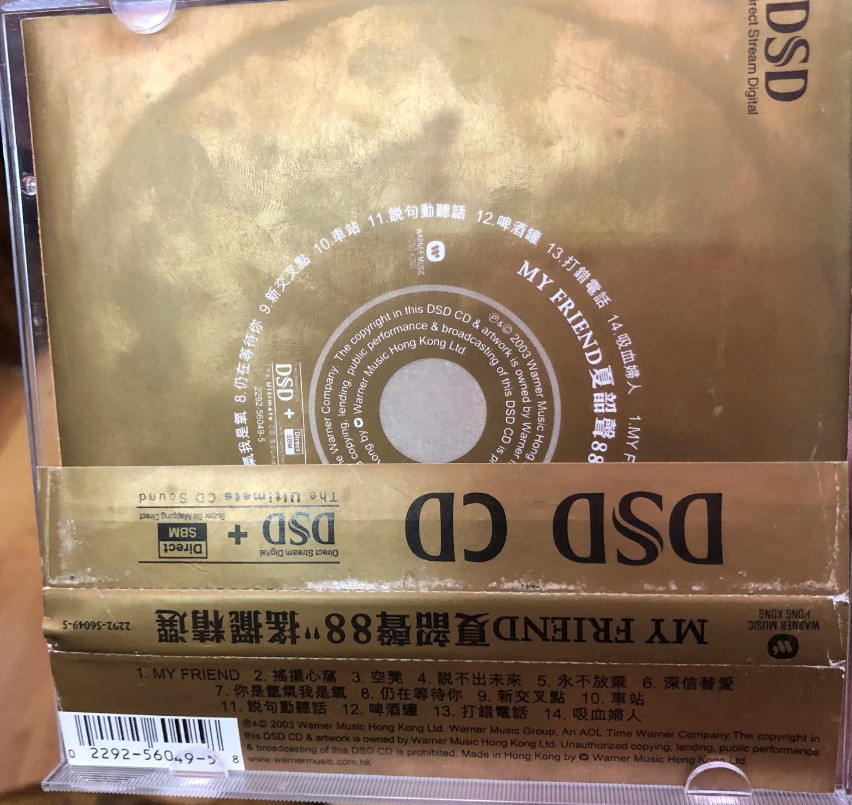 DSD
Direct Stream Digital
氣我是氧 8.仍在等待你 9.新交叉點 10.車站 11.說句動聽話 12.啤酒罐 13.打錯電話 14.吸血婦人 1.MY F
WARNER MUSIC
MY FRIEND夏韶聲88
℗&© 2003 Warner Music Hong Kong
he Warner Company. The copyright in this DSD CD & artwork is owned by Warner
copying, lending, public performance & broadcasting of this DSD CD is
Kong by Warner Music Hong Kong Ltd.
DSD +
Direct
SBM
The Ultimate CD Sound
2292-56049-5
DSD CD
Direct Stream Digital
DSD +
Direct
SBM
Super Bit Mapping Direct
The Ultimate CD Sound
WARNER MUSIC
HONG KONG
MY FRIEND夏韶聲88"搖擺精選
2292-56049-5
1. MY FRIEND 2. 搖擺心窩 3. 空凳 4. 說不出未來 5. 永不放棄 6. 深信著愛
7. 你是氫氣我是氧 8. 仍在等待你 9. 新交叉點 10. 車站
11. 說句動聽話 12. 啤酒罐 13. 打錯電話 14. 吸血婦人
℗&© 2003 Warner Music Hong Kong Ltd. Warner Music Group, An AOL Time Warner Company. The copyright in
this DSD CD & artwork is owned by Warner Music Hong Kong Ltd. Unauthorized copying, lending, public performance
& broadcasting of this DSD CD is prohibited. Made in Hong Kong by Warner Music Hong Kong Ltd.
www.warnermusic.com.hk
0 2292-56049-5 8